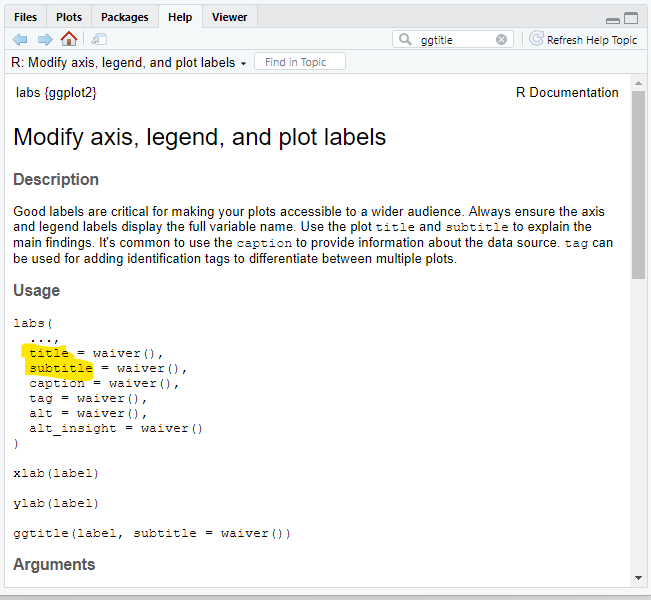 Files Plots Packages Help Viewer
ggtitle Refresh Help Topic
R: Modify axis, legend, and plot labels Find in Topic
labs {ggplot2} R Documentation
Modify axis, legend, and plot labels
Description
Good labels are critical for making your plots accessible to a wider audience. Always ensure the axis
and legend labels display the full variable name. Use the plot title and subtitle to explain the
main findings. It's common to use the caption to provide information about the data source. tag can
be used for adding identification tags to differentiate between multiple plots.
Usage
labs(
...,
title = waiver(),
subtitle = waiver(),
caption = waiver(),
tag = waiver(),
alt = waiver(),
alt_insight = waiver()
)
xlab(label)
ylab(label)
ggtitle(label, subtitle = waiver())
Arguments